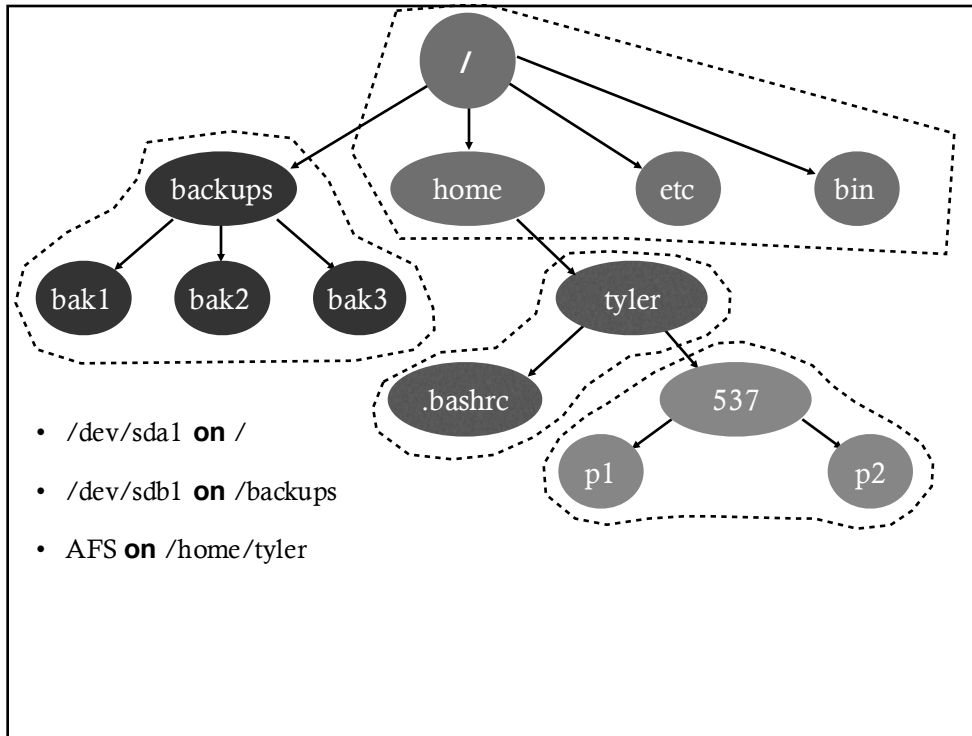 /
backups
home
etc
bin
bak1
bak2
bak3
tyler
.bashrc
537
p1
p2
• /dev/sda1 on /
• /dev/sdb1 on /backups
• AFS on /home/tyler